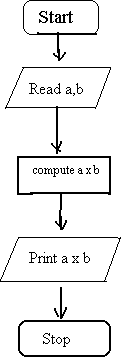 Start
Read a,b
compute a x b
Print a x b
Stop